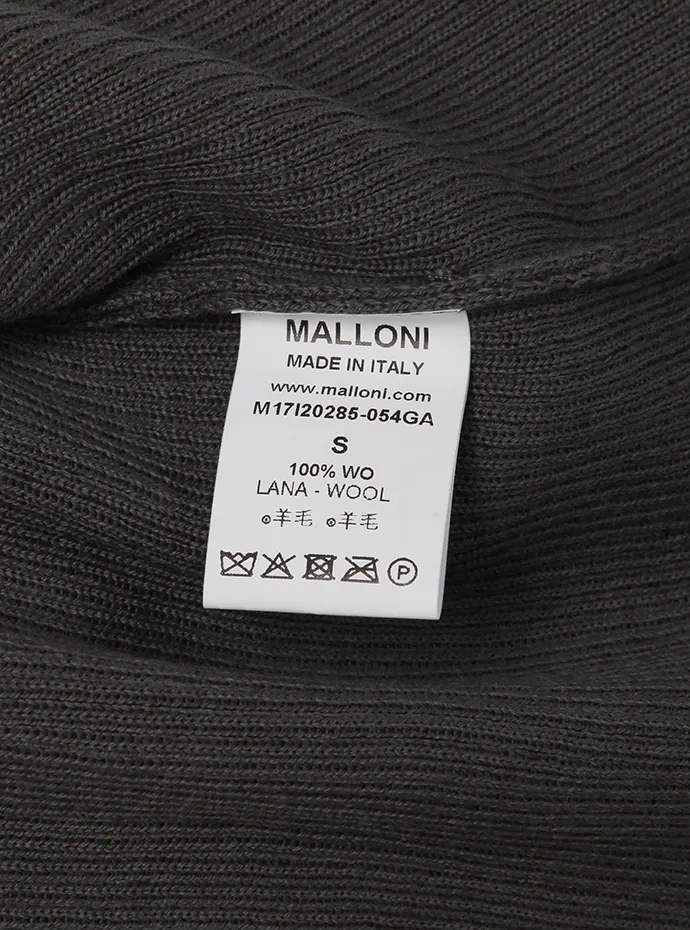 MALLONI
MADE IN ITALY
www.malloni.com
M17I20285-054GA
S
100% WO
LANA - WOOL
⊙羊毛 ⊙羊毛
P